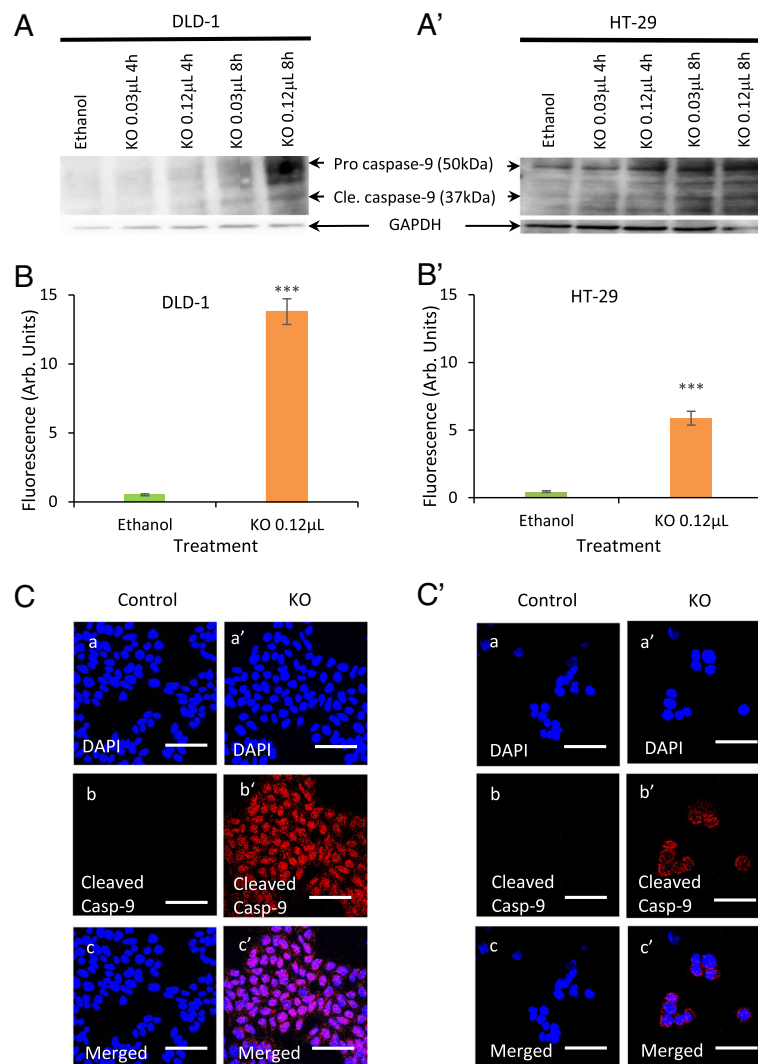 A
DLD-1
Ethanol
KO 0.03µL 4h
KO 0.12µL 4h
KO 0.03µL 8h
KO 0.12µL 8h
A'
HT-29
Ethanol
KO 0.03µL 4h
KO 0.12µL 4h
KO 0.03µL 8h
KO 0.12µL 8h
Pro caspase-9 (50kDa)
Cle. caspase-9 (37kDa)
GAPDH
B
DLD-1
***
Fluorescence (Arb. Units)
15
10
5
0
Ethanol
KO 0.12µL
Treatment
B'
HT-29
***
Fluorescence (Arb. Units)
15
10
5
0
Ethanol
KO 0.12µL
Treatment
C
Control
KO
a
DAPI
a'
DAPI
b
Cleaved
Casp-9
b'
Cleaved
Casp-9
c
Merged
c'
Merged
C'
Control
KO
a
DAPI
a'
DAPI
b
Cleaved
Casp-9
b'
Cleaved
Casp-9
c
Merged
c'
Merged